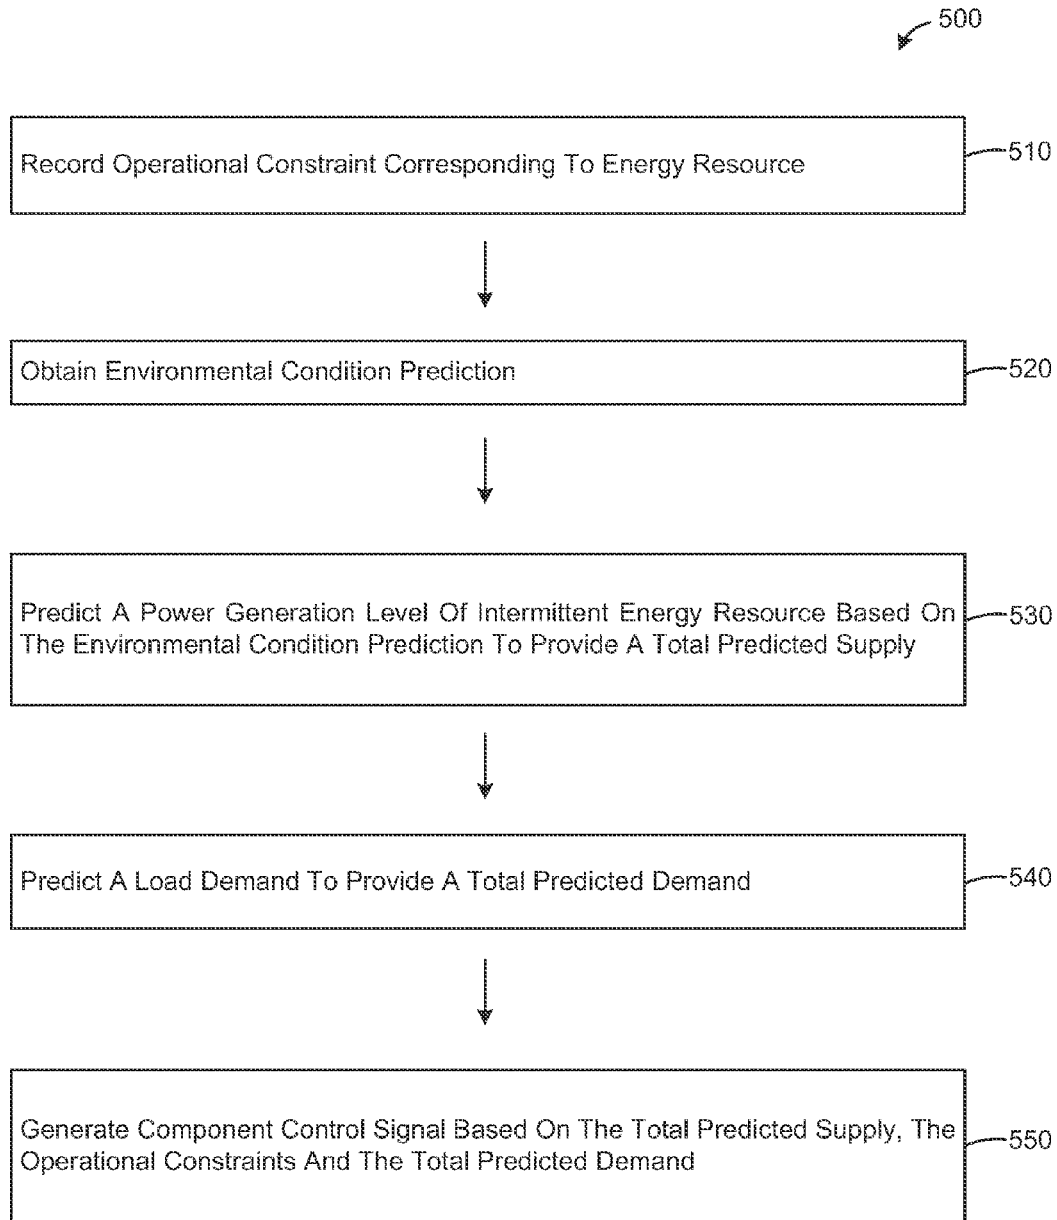 500
Record Operational Constraint Corresponding To Energy Resource
510
Obtain Environmental Condition Prediction
520
Predict A Power Generation Level Of Intermittent Energy Resource Based On
The Environmental Condition Prediction To Provide A Total Predicted Supply
530
Predict A Load Demand To Provide A Total Predicted Demand
540
Generate Component Control Signal Based On The Total Predicted Supply, The
Operational Constraints And The Total Predicted Demand
550